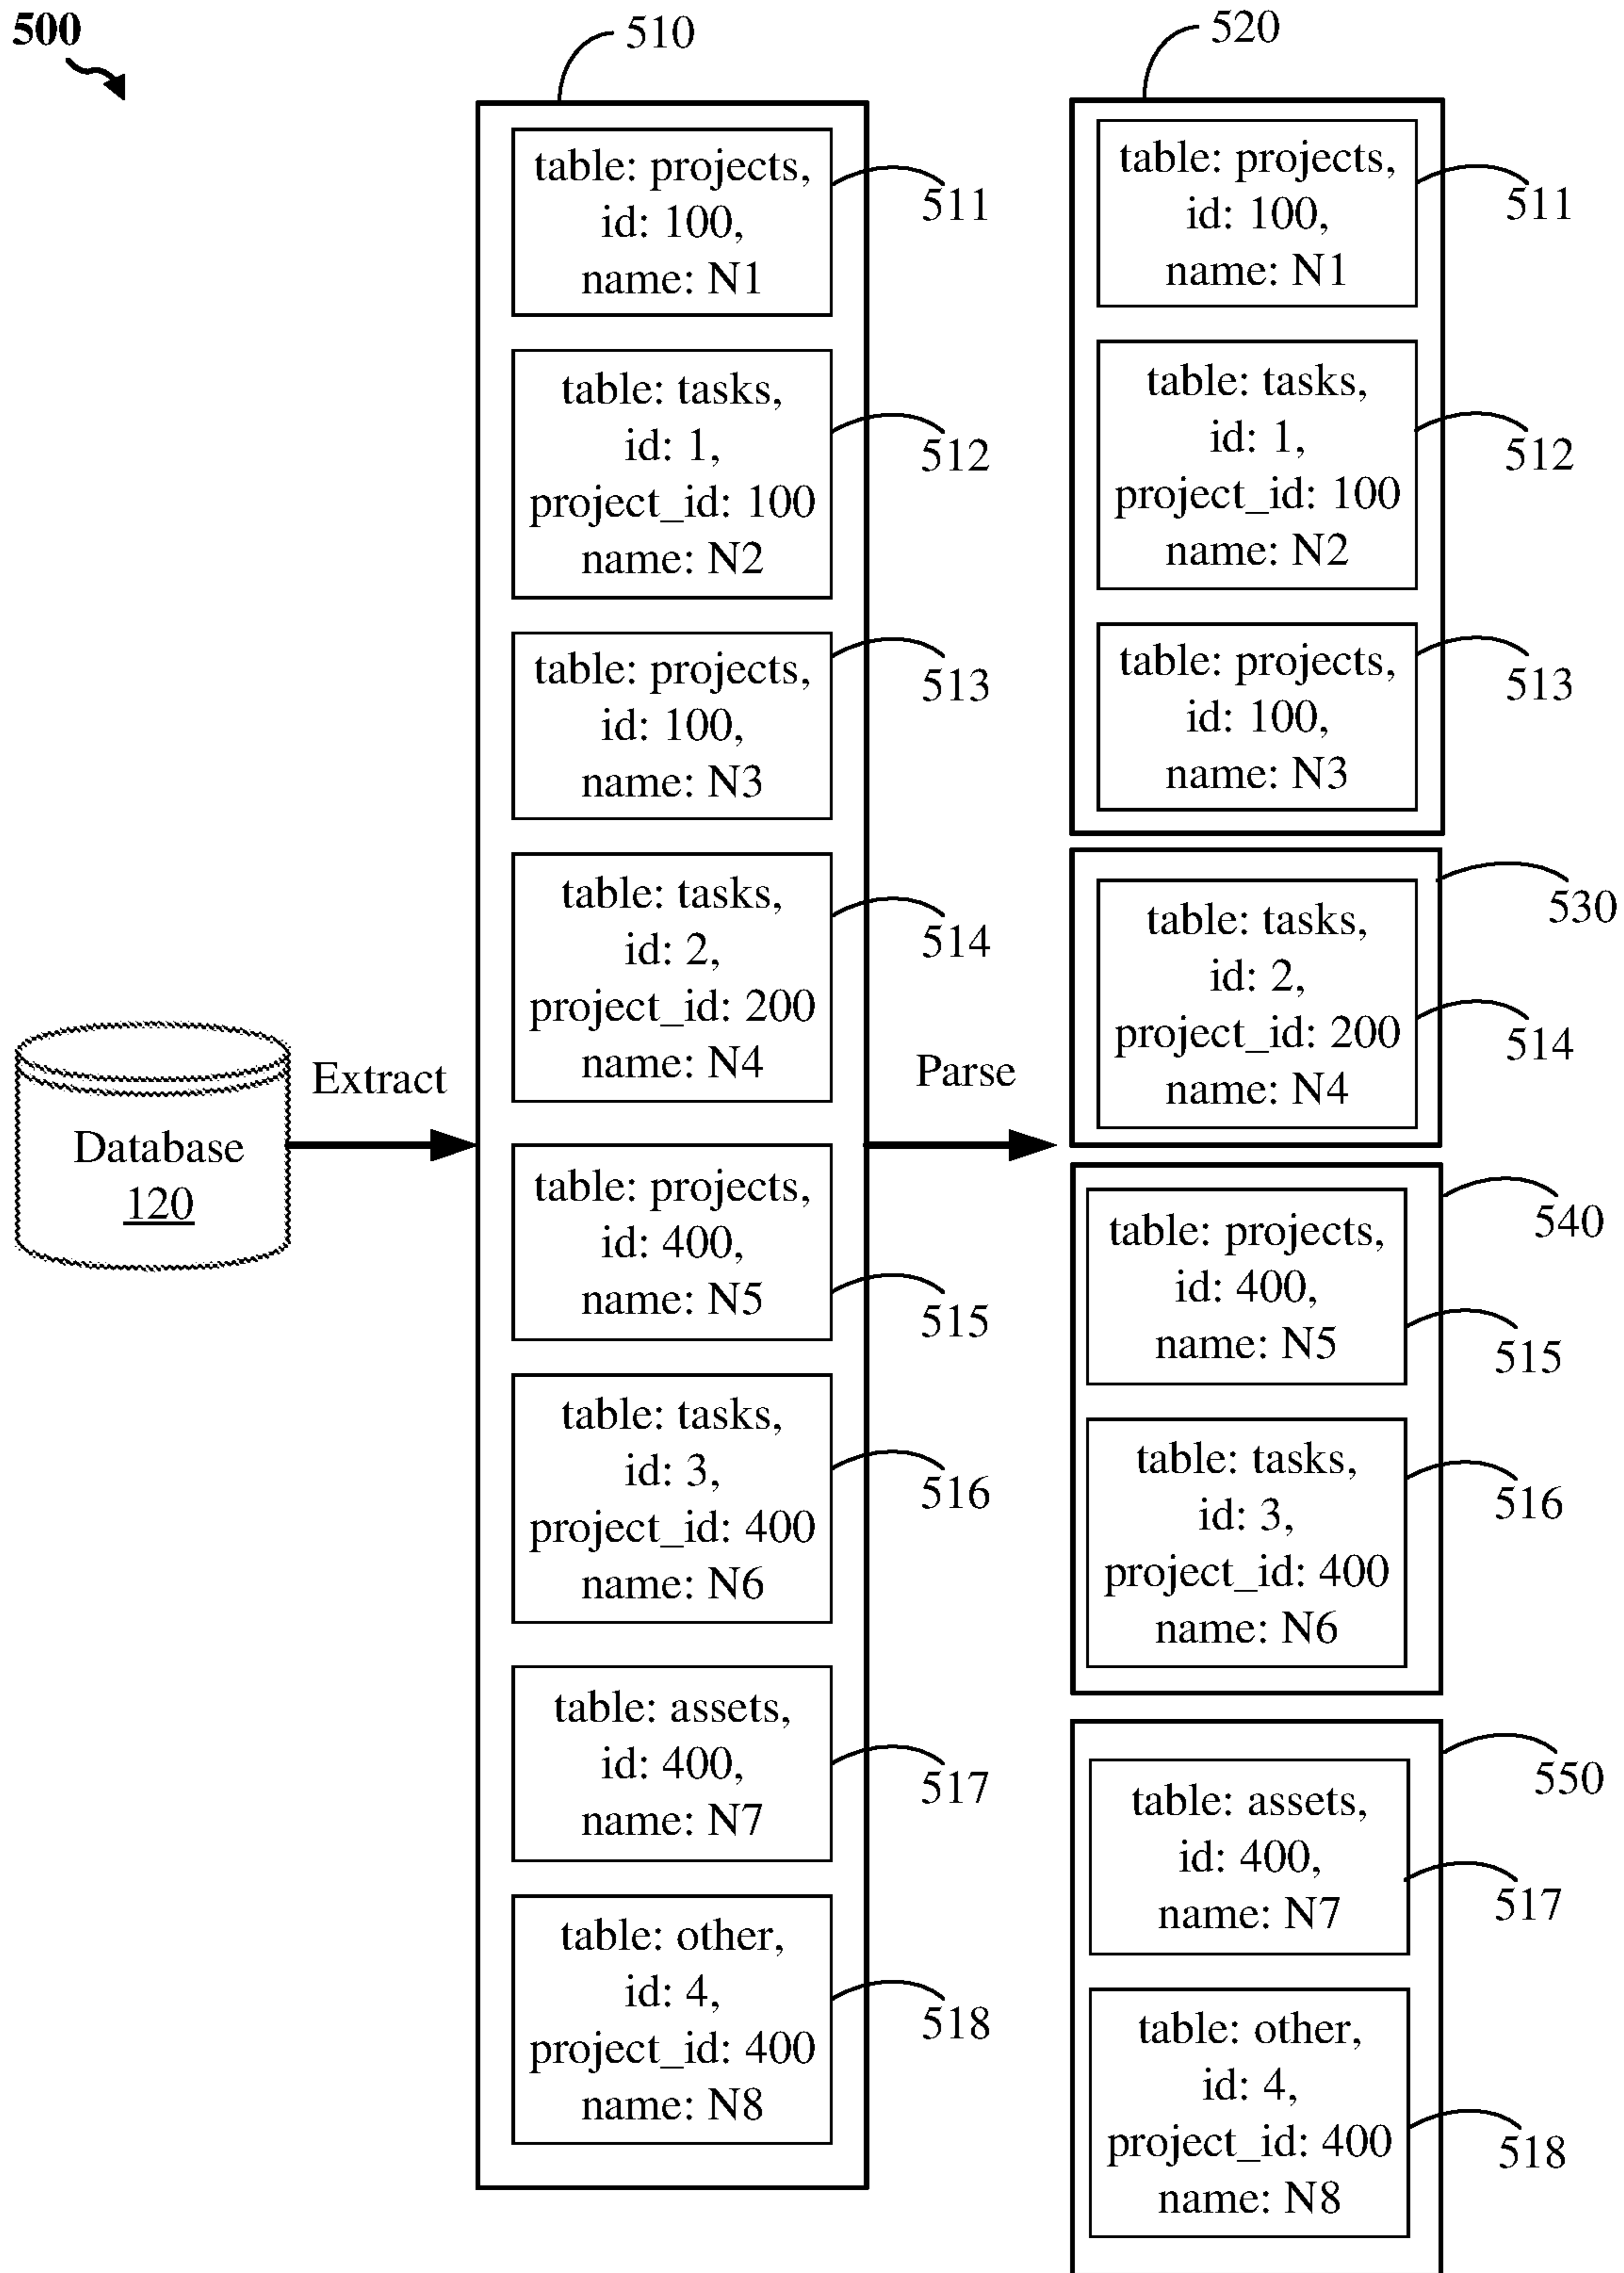 500
510
table: projects,
id: 100,
name: N1
511
table: tasks,
id: 1,
project_id: 100
name: N2
512
table: projects,
id: 100,
name: N3
513
table: tasks,
id: 2,
project_id: 200
name: N4
514
Database
120
Extract
table: projects,
id: 400,
name: N5
515
table: tasks,
id: 3,
project_id: 400
name: N6
516
table: assets,
id: 400,
name: N7
517
table: other,
id: 4,
project_id: 400
name: N8
518
Parse
520
table: projects,
id: 100,
name: N1
511
table: tasks,
id: 1,
project_id: 100
name: N2
512
table: projects,
id: 100,
name: N3
513
530
table: tasks,
id: 2,
project_id: 200
name: N4
514
540
table: projects,
id: 400,
name: N5
515
table: tasks,
id: 3,
project_id: 400
name: N6
516
550
table: assets,
id: 400,
name: N7
517
table: other,
id: 4,
project_id: 400
name: N8
518